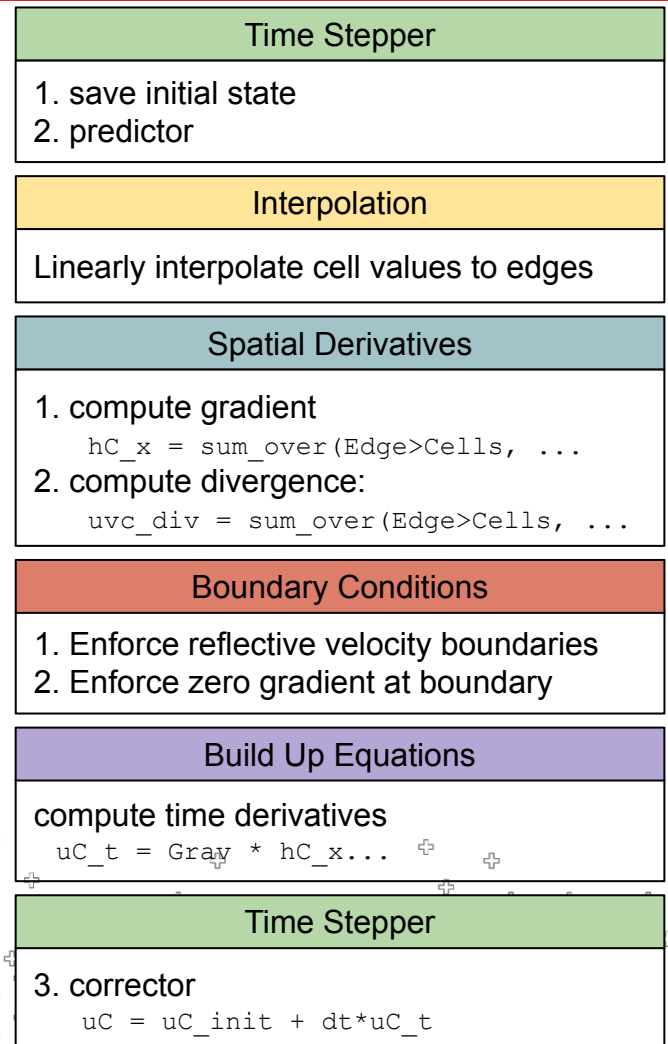 Time Stepper
1. save initial state
2. predictor
Interpolation
Linearly interpolate cell values to edges
Spatial Derivatives
1. compute gradient
hC_x = sum_over(Edge>Cells, ...
2. compute divergence:
uvc_div = sum_over(Edge>Cells, ...
Boundary Conditions
1. Enforce reflective velocity boundaries
2. Enforce zero gradient at boundary
Build Up Equations
compute time derivatives
uC_t = Grav * hC_x...
Time Stepper
3. corrector
uC = uC_init + dt*uC_t